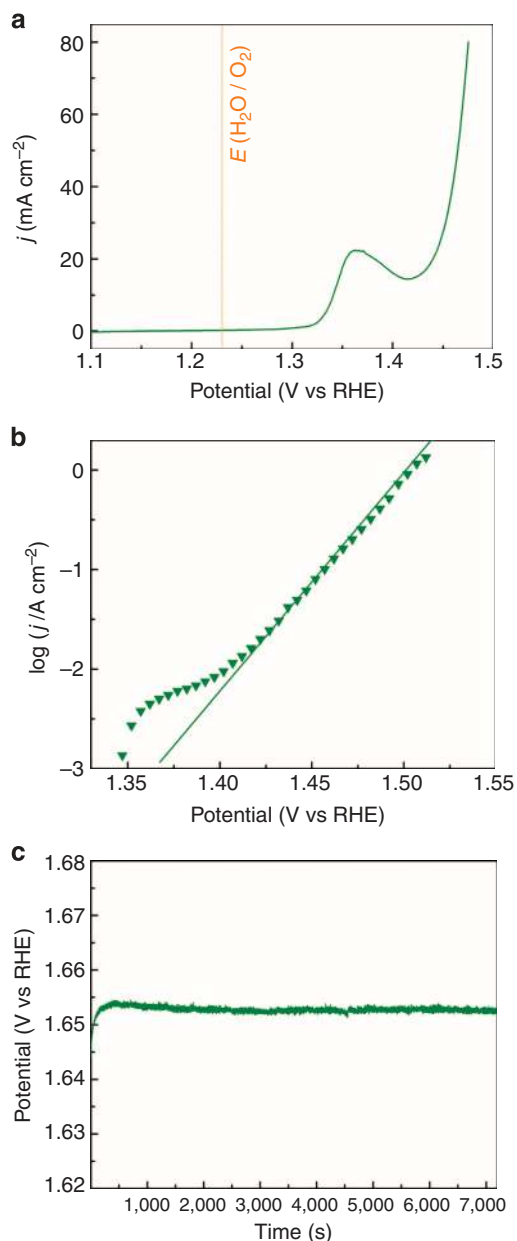 a
80
60
40
20
0
j (mA cm⁻²)
E (H₂O / O₂)
1.1 1.2 1.3 1.4 1.5
Potential (V vs RHE)
b
0
−1
−2
−3
log (j /A cm⁻²)
1.35 1.40 1.45 1.50 1.55
Potential (V vs RHE)
c
1.68
1.67
1.66
1.65
1.64
1.63
1.62
Potential (V vs RHE)
1,000 2,000 3,000 4,000 5,000 6,000 7,000
Time (s)